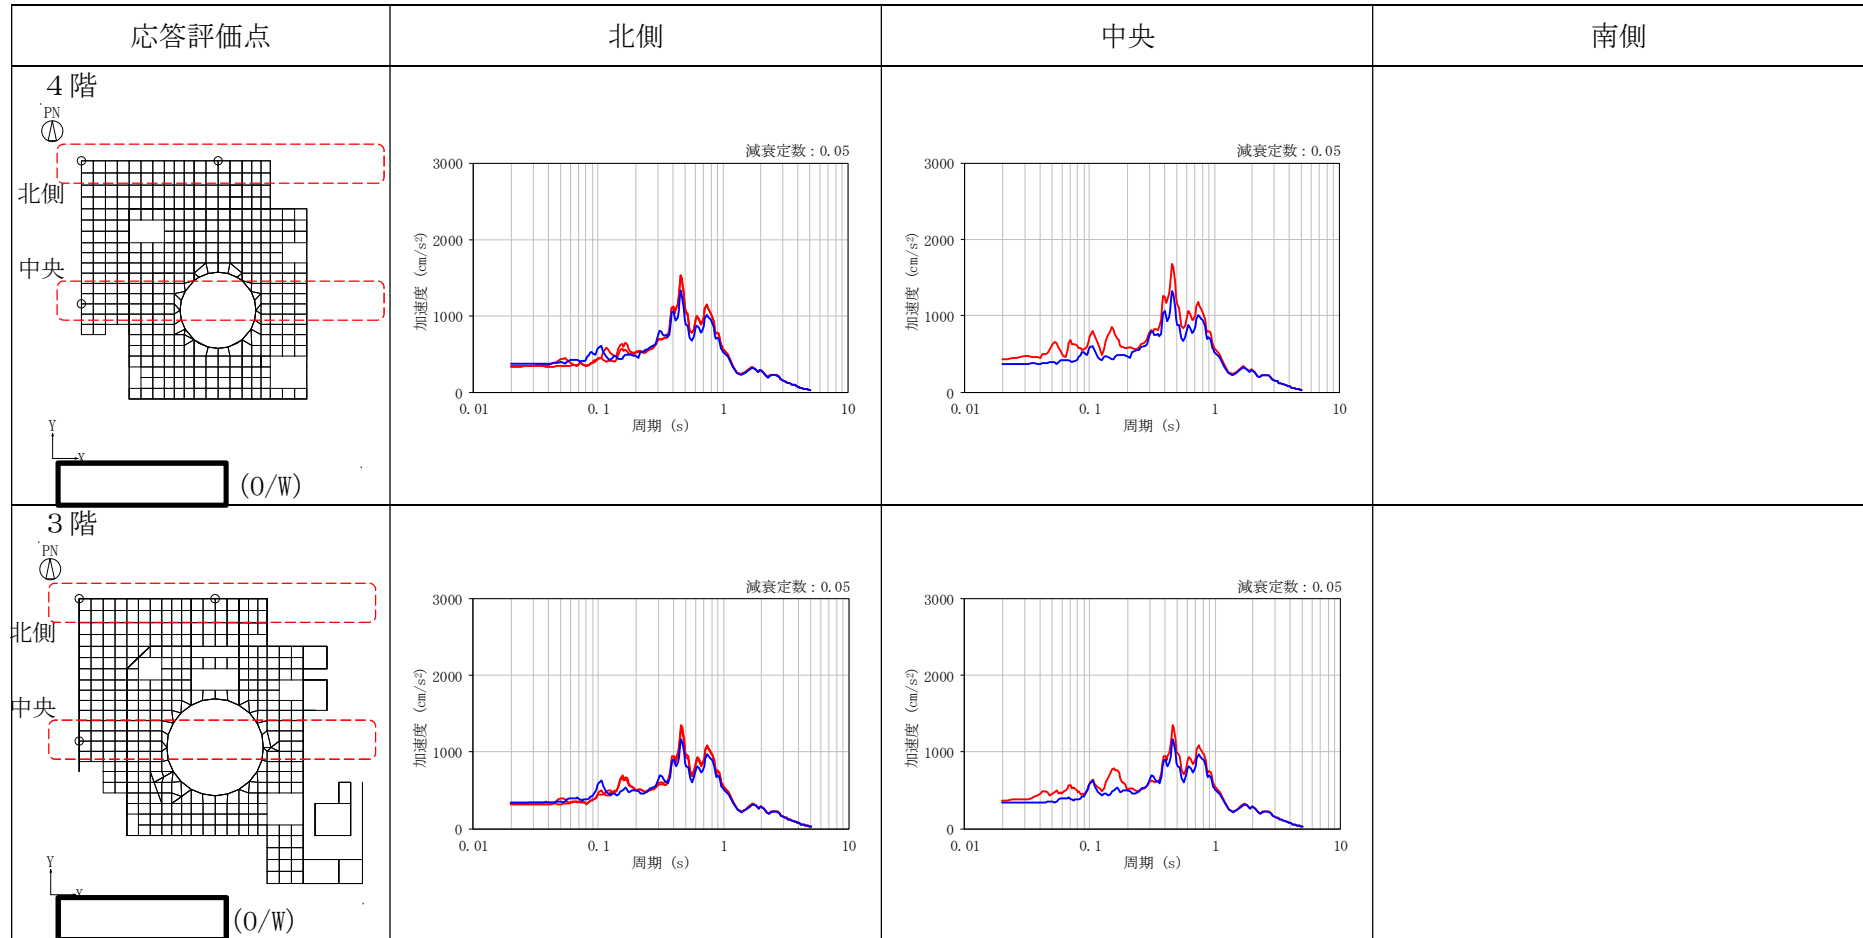 応答評価点 北側 中央 南側
４階
PN
北側
中央
Y
X
(O/W)
減衰定数：0.05
3000
2000
1000
0
加速度 (cm/s²)
0.01 0.1 1 10
周期 (s)
減衰定数：0.05
3000
2000
1000
0
加速度 (cm/s²)
0.01 0.1 1 10
周期 (s)
３階
PN
北側
中央
Y
X
(O/W)
減衰定数：0.05
3000
2000
1000
0
加速度 (cm/s²)
0.01 0.1 1 10
周期 (s)
減衰定数：0.05
3000
2000
1000
0
加速度 (cm/s²)
0.01 0.1 1 10
周期 (s)